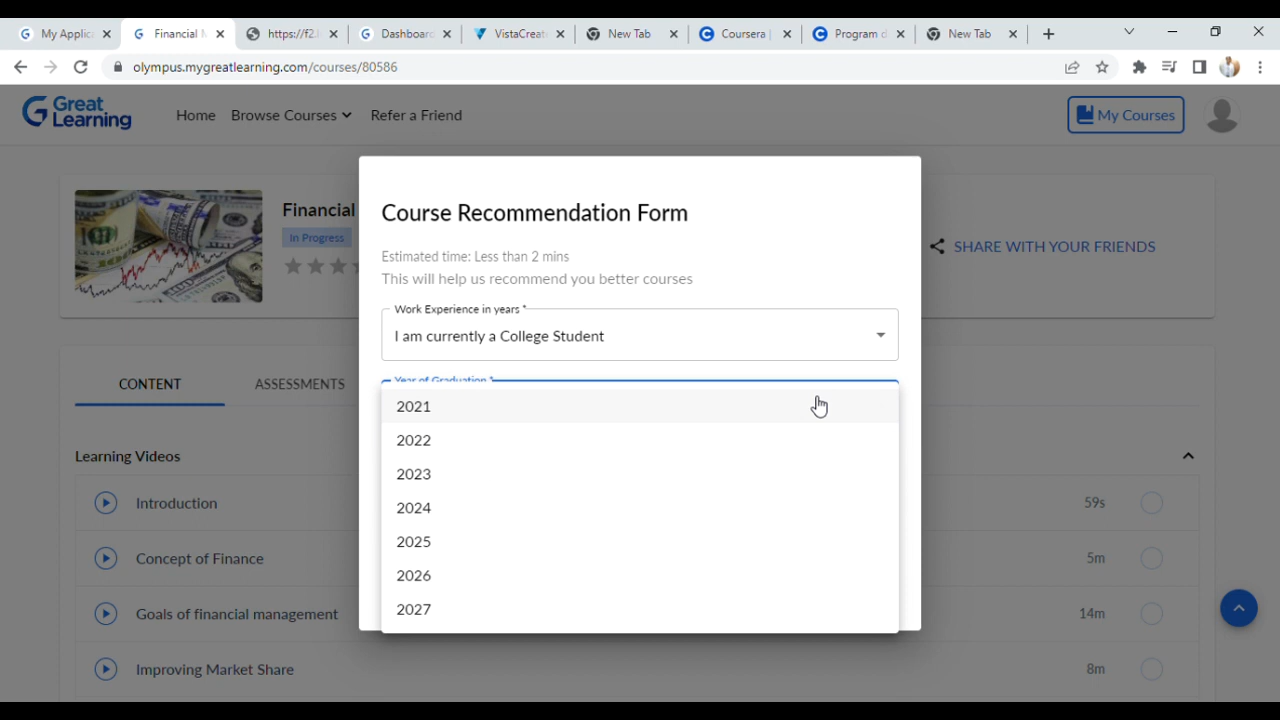 My Applic
Financial M
https://f2.
Dashboard
VistaCreate
New Tab
Coursera |
Program d
New Tab
olympus.mygreatlearning.com/courses/80586
Great Learning
Home
Browse Courses
Refer a Friend
My Courses
Financial
In Progress
SHARE WITH YOUR FRIENDS
Course Recommendation Form
Estimated time: Less than 2 mins
This will help us recommend you better courses
Work Experience in years *
I am currently a College Student
Year of Graduation *
2021
2022
2023
2024
2025
2026
2027
CONTENT
ASSESSMENTS
Learning Videos
Introduction
59s
Concept of Finance
5m
Goals of financial management
14m
Improving Market Share
8m